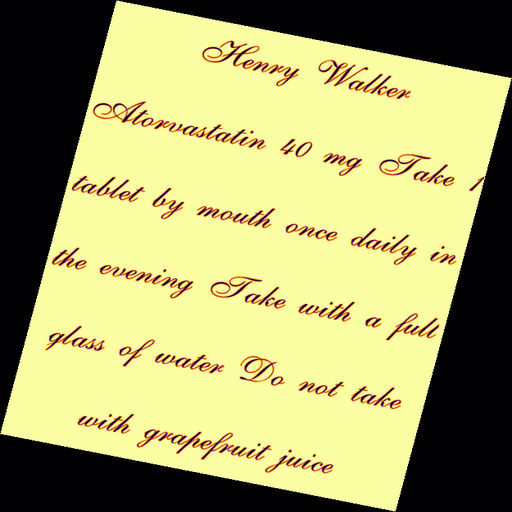 Henry Walker
Atorvastatin 40 mg Take 1
tablet by mouth once daily in
the evening Take with a full
glass of water Do not take
with grapefruit juice